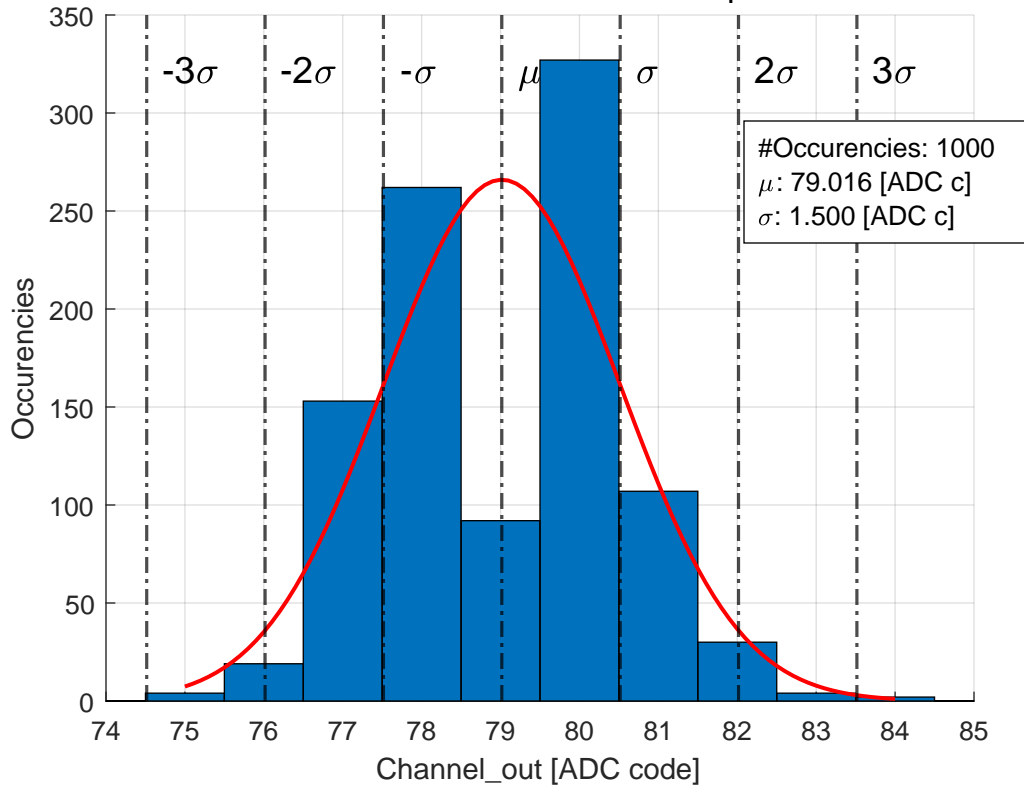 350
300
250
200
150
100
50
0
Occurencies
-3σ -2σ -σ μ σ 2σ 3σ
#Occurencies: 1000
μ: 79.016 [ADC c]
σ: 1.500 [ADC c]
74 75 76 77 78 79 80 81 82 83 84 85
Channel_out [ADC code]